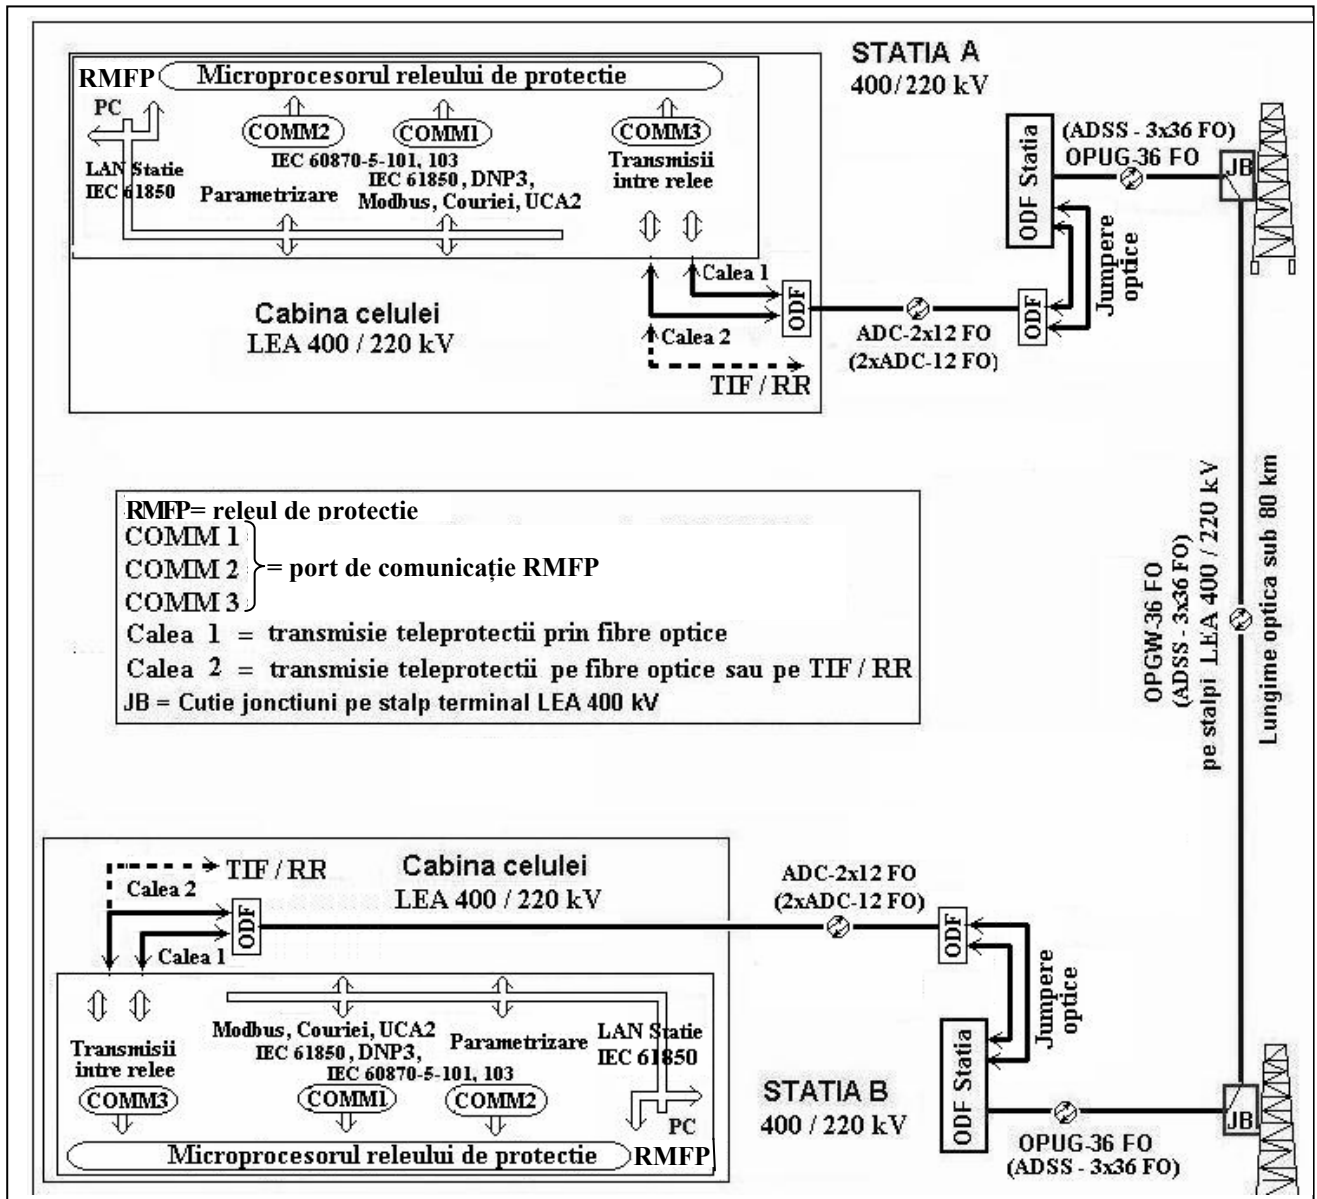 STATIA A
400/220 kV
RMFP
Microprocesorul releului de protectie
PC
COMM2
COMM1
COMM3
IEC 60870-5-101, 103
LAN Statie
IEC 61850
Parametrizare
IEC 61850, DNP3,
Modbus, Couriei, UCA2
Transmisii
intre relee
Calea 1
ODF
Calea 2
TIF / RR
Cabina celulei
LEA 400 / 220 kV
ADC-2x12 FO
(2xADC-12 FO)
ODF
ODF Statia
Jumpere
optice
(ADSS - 3x36 FO)
OPUG-36 FO
JB
RMFP= releul de protectie
COMM 1
COMM 2
COMM 3
= port de comunicație RMFP
Calea 1 = transmisie teleprotectii prin fibre optice
Calea 2 = transmisie teleprotectii pe fibre optice sau pe TIF / RR
JB = Cutie jonctiuni pe stalp terminal LEA 400 kV
OPGW-36 FO
(ADSS - 3x36 FO)
pe stalpi LEA 400 / 220 kV
Lungime optica sub 80 km
TIF / RR
Calea 2
ODF
Calea 1
Cabina celulei
LEA 400 / 220 kV
ADC-2x12 FO
(2xADC-12 FO)
ODF
Jumpere
optice
ODF Statia
Transmisii
intre relee
Modbus, Couriei, UCA2
IEC 61850, DNP3,
IEC 60870-5-101, 103
Parametrizare
LAN Statie
IEC 61850
COMM3
COMM1
COMM2
PC
Microprocesorul releului de protectie
RMFP
STATIA B
400 / 220 kV
JB
OPUG-36 FO
(ADSS - 3x36 FO)